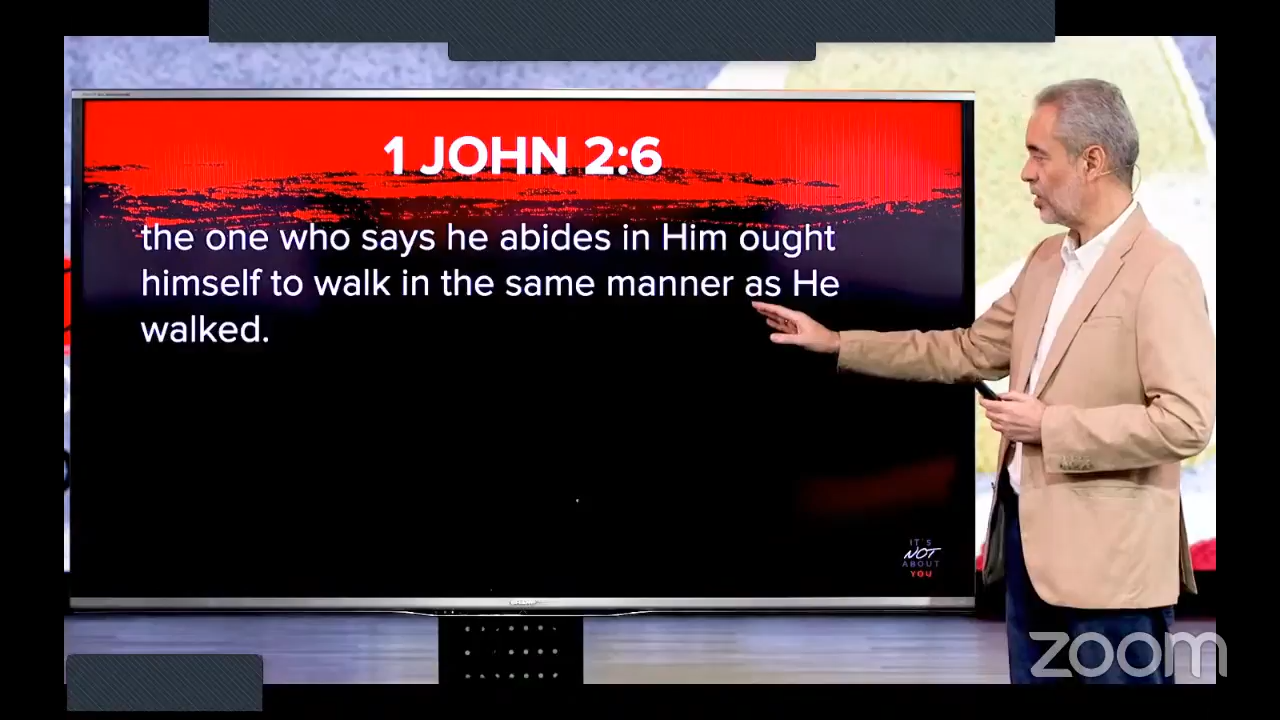 1 JOHN 2:6
the one who says he abides in Him ought
himself to walk in the same manner as He
walked.
IT'S
NOT
ABOUT
YOU
zoom